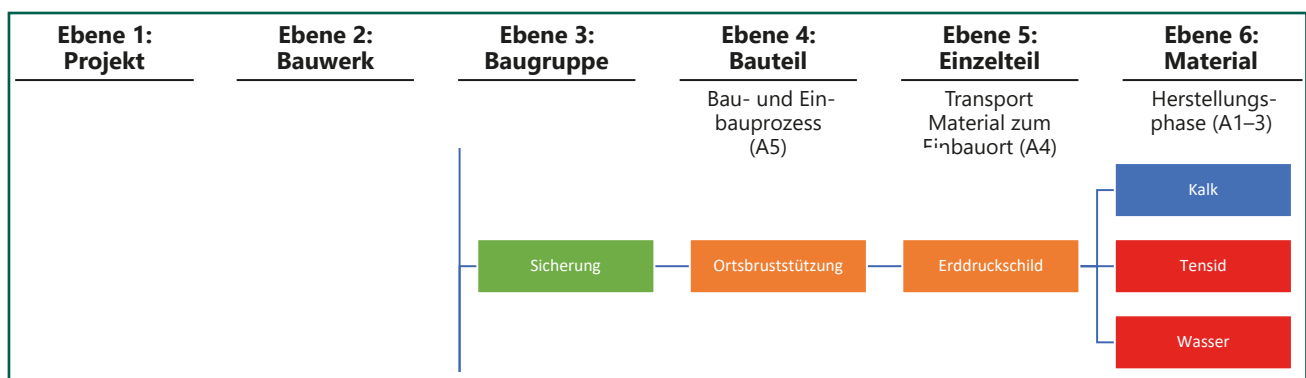 Ebene 1:
Projekt
Ebene 2:
Bauwerk
Ebene 3:
Baugruppe
Ebene 4:
Bauteil
Ebene 5:
Einzelteil
Ebene 6:
Material
Bau- und Ein-
bauprozess
(A5)
Transport
Material zum
Einbauort (A4)
Herstellungs-
phase (A1–3)
Kalk
Sicherung
Ortsbruststützung
Erddruckschild
Tensid
Wasser